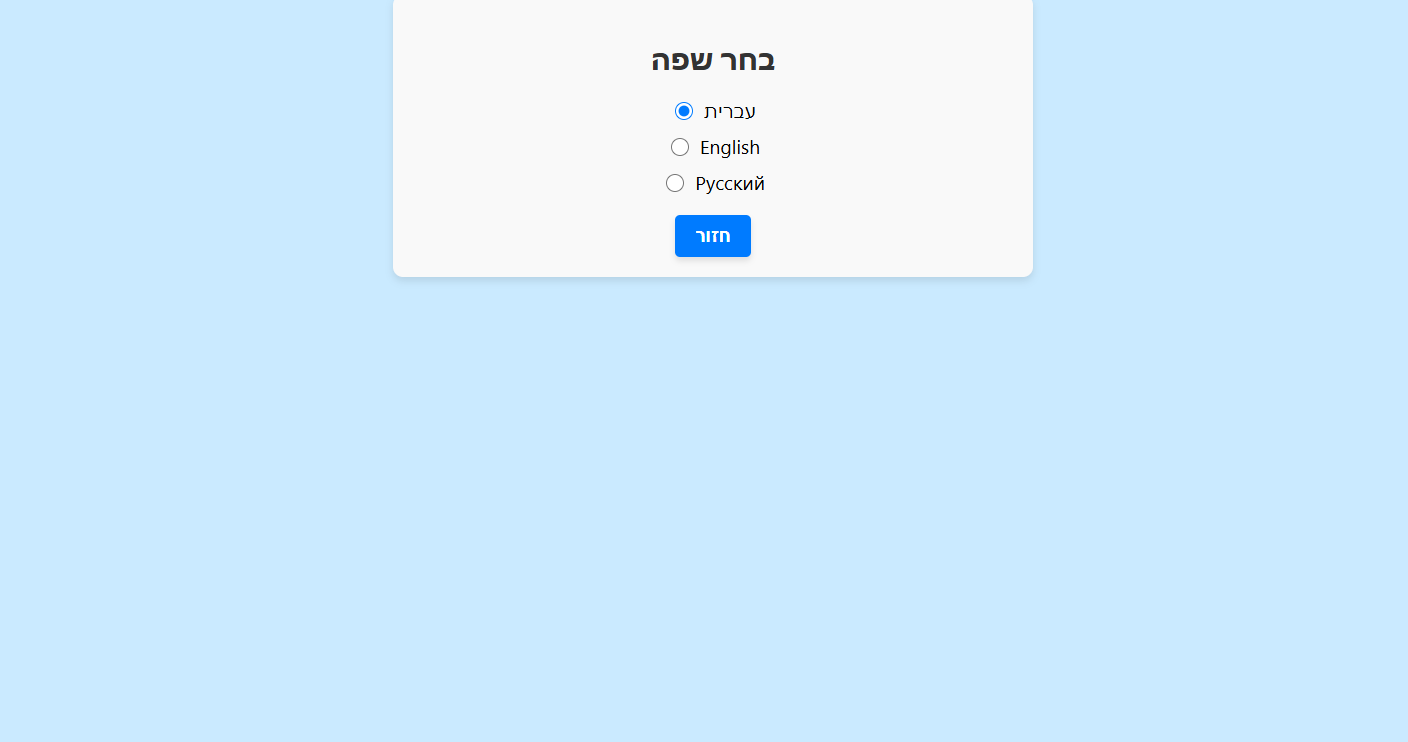 בחר שפה
עברית
English
Русский
חזור